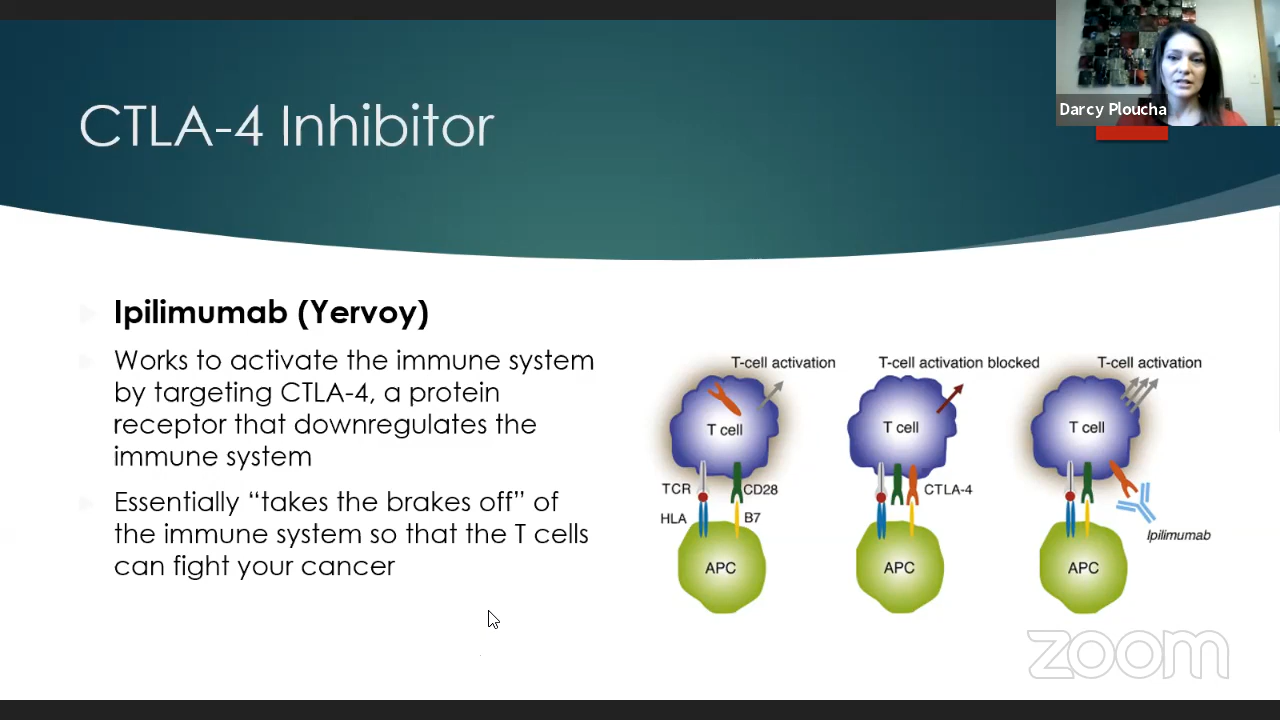 CTLA-4 Inhibitor
Darcy Ploucha
Ipilimumab (Yervoy)
Works to activate the immune system
by targeting CTLA-4, a protein
receptor that downregulates the
immune system
Essentially “takes the brakes off” of
the immune system so that the T cells
can fight your cancer
T-cell activation
T cell
TCR
CD28
HLA
B7
APC
T-cell activation blocked
T cell
CTLA-4
APC
T-cell activation
T cell
Ipilimumab
APC
zoom